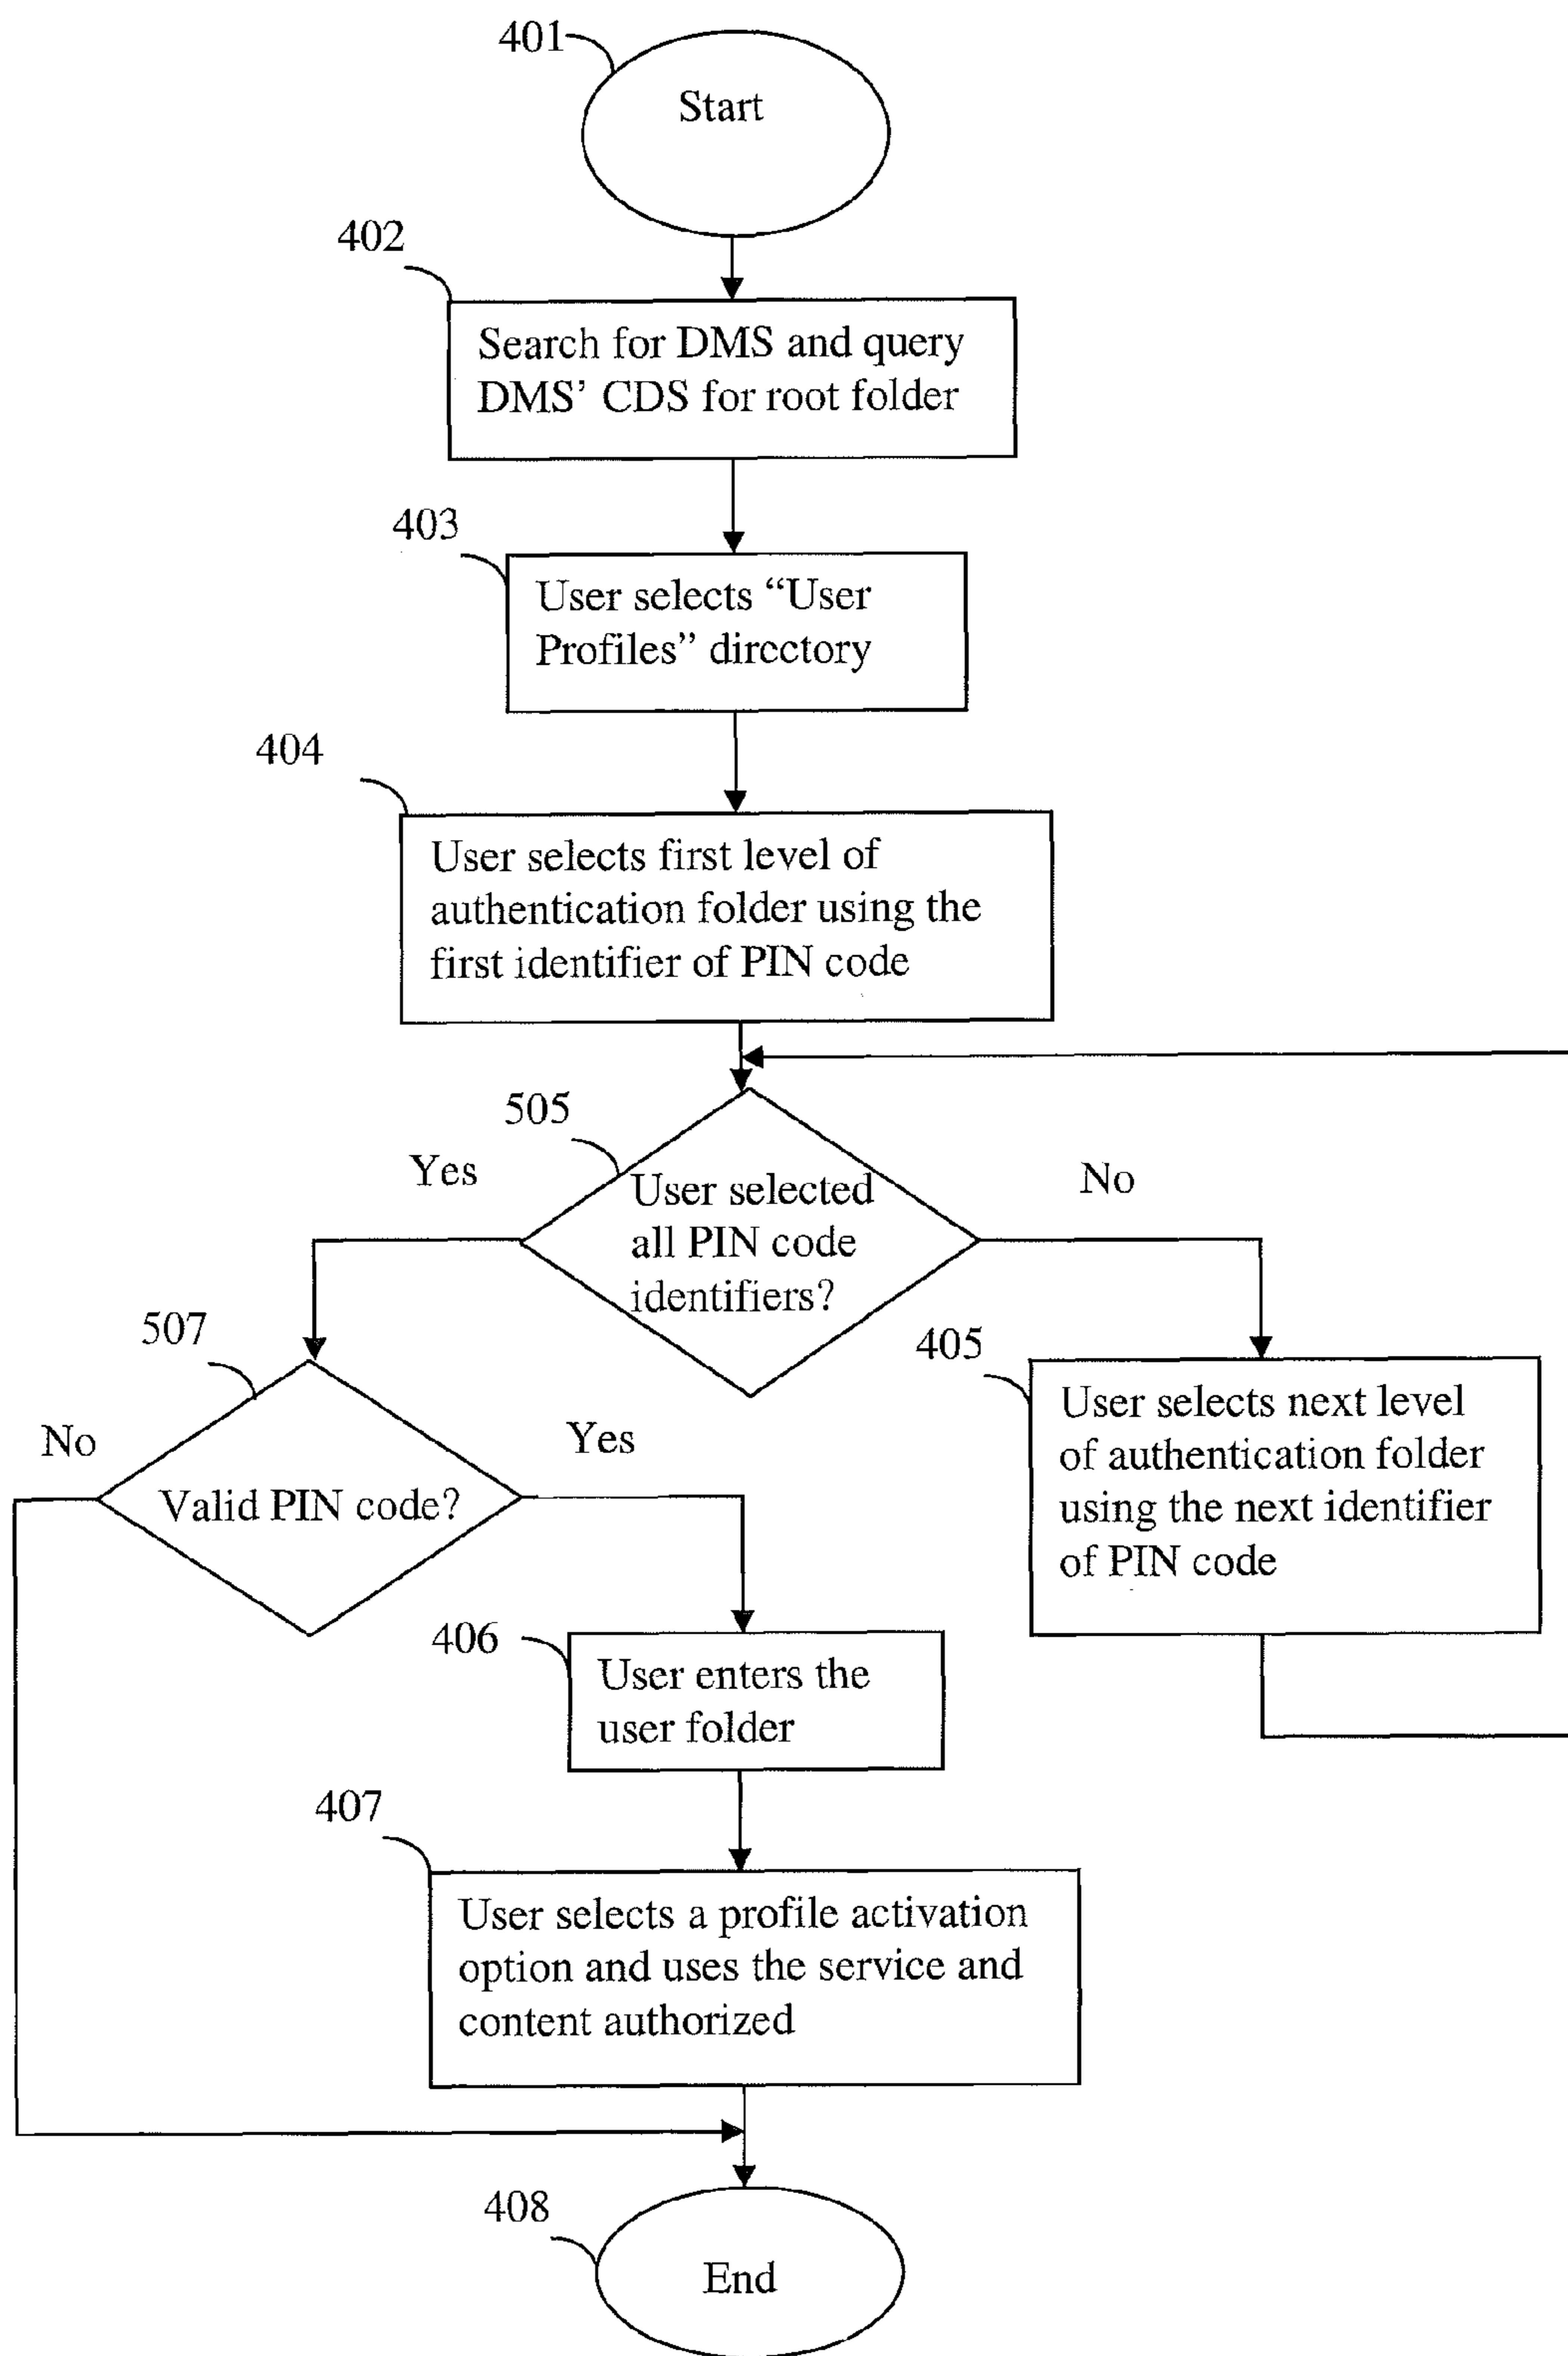 401
Start
402
Search for DMS and query
DMS’ CDS for root folder
403
User selects “User
Profiles” directory
404
User selects first level of
authentication folder using the
first identifier of PIN code
505
Yes
No
User selected
all PIN code
identifiers?
507
405
No
Yes
Valid PIN code?
User selects next level
of authentication folder
using the next identifier
of PIN code
406
User enters the
user folder
407
User selects a profile activation
option and uses the service and
content authorized
408
End